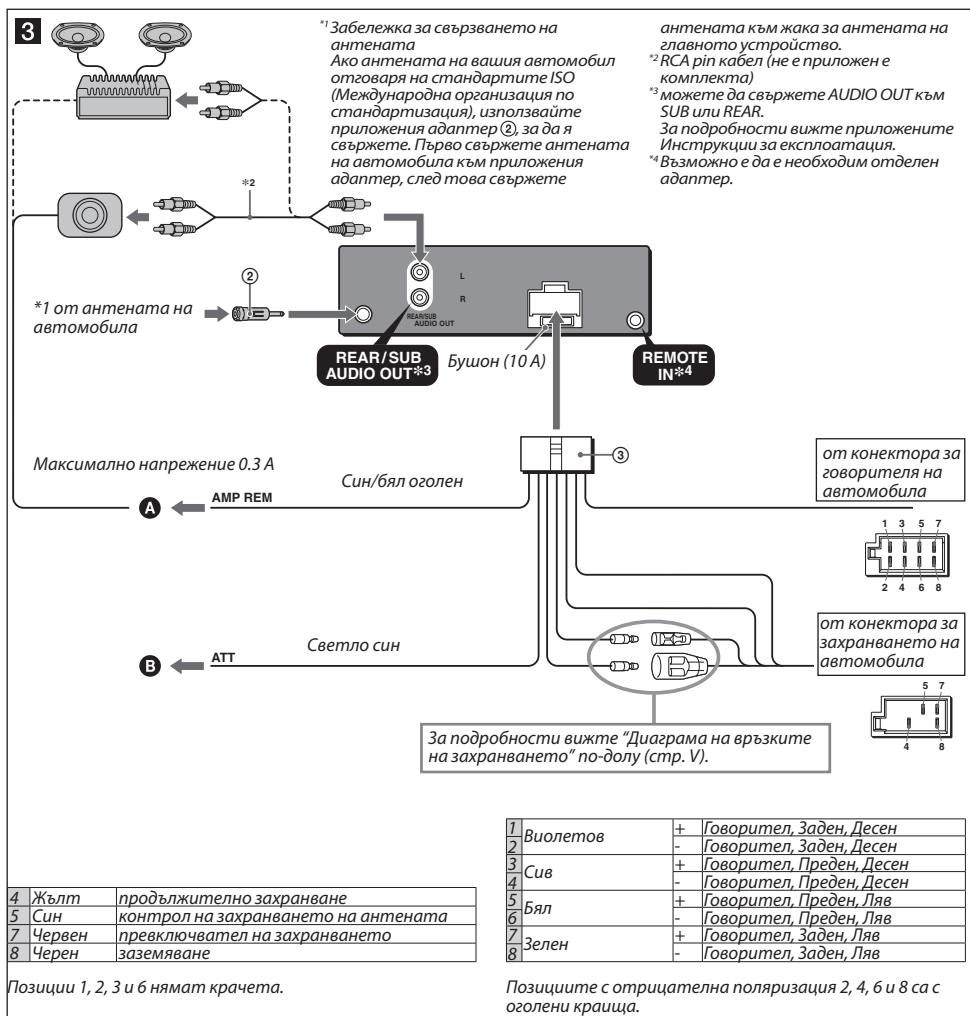 3
*1 Забележка за свързването на
антената
Ако антената на вашия автомобил
отговаря на стандартите ISO
(Международна организация по
стандартизация), използвайте
приложения адаптер ②, за да я
свържете. Първо свържете антената
на автомобила към приложения
адаптер, след това свържете
антената към жака за антената на
главното устройство.
*2 RCA pin кабел (не е приложен е
комплекта)
*3 можете да свържете AUDIO OUT към
SUB или REAR.
За подробности вижте приложените
Инструкции за експлоатация.
*4 Възможно е да е необходим отделен
адаптер.
*2
②
*1 от антената на
автомобила
L
R
REAR/SUB
AUDIO OUT
REAR/SUB
AUDIO OUT*3
Бушон (10 A)
REMOTE
IN*4
③
Максимално напрежение 0.3 A
Син/бял оголен
A
AMP REM
от конектора за
говорителя на
автомобила
1 3 5 7
2 4 6 8
Светло син
B
ATT
от конектора за
захранването на
автомобила
5 7
4 8
За подробности вижте “Диаграма на връзките
на захранването” по-долу (стр. V).
4 Жълт продължително захранване
5 Син контрол на захранването на антената
7 Червен превключвател на захранването
8 Черен заземяване
Позиции 1, 2, 3 и 6 нямат крачета.
1 Виолетов + Говорител, Заден, Десен
2 - Говорител, Заден, Десен
3 Сив + Говорител, Преден, Десен
4 - Говорител, Преден, Десен
5 Бял + Говорител, Преден, Ляв
6 - Говорител, Преден, Ляв
7 Зелен + Говорител, Заден, Ляв
8 - Говорител, Заден, Ляв
Позициите с отрицателна поляризация 2, 4, 6 и 8 са с
оголени краища.